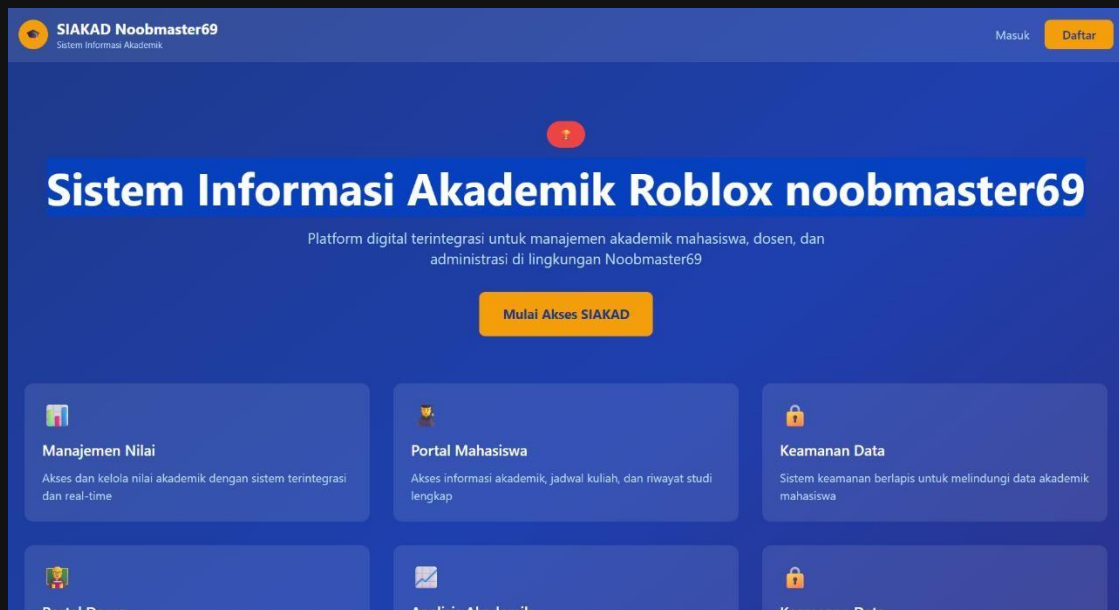 SIAKAD Noobmaster69
Sistem Informasi Akademik
Masuk
Daftar
Sistem Informasi Akademik Roblox noobmaster69
Platform digital terintegrasi untuk manajemen akademik mahasiswa, dosen, dan
administrasi di lingkungan Noobmaster69
Mulai Akses SIAKAD
Manajemen Nilai
Akses dan kelola nilai akademik dengan sistem terintegrasi
dan real-time
Portal Mahasiswa
Akses informasi akademik, jadwal kuliah, dan riwayat studi
lengkap
Keamanan Data
Sistem keamanan berlapis untuk melindungi data akademik
mahasiswa